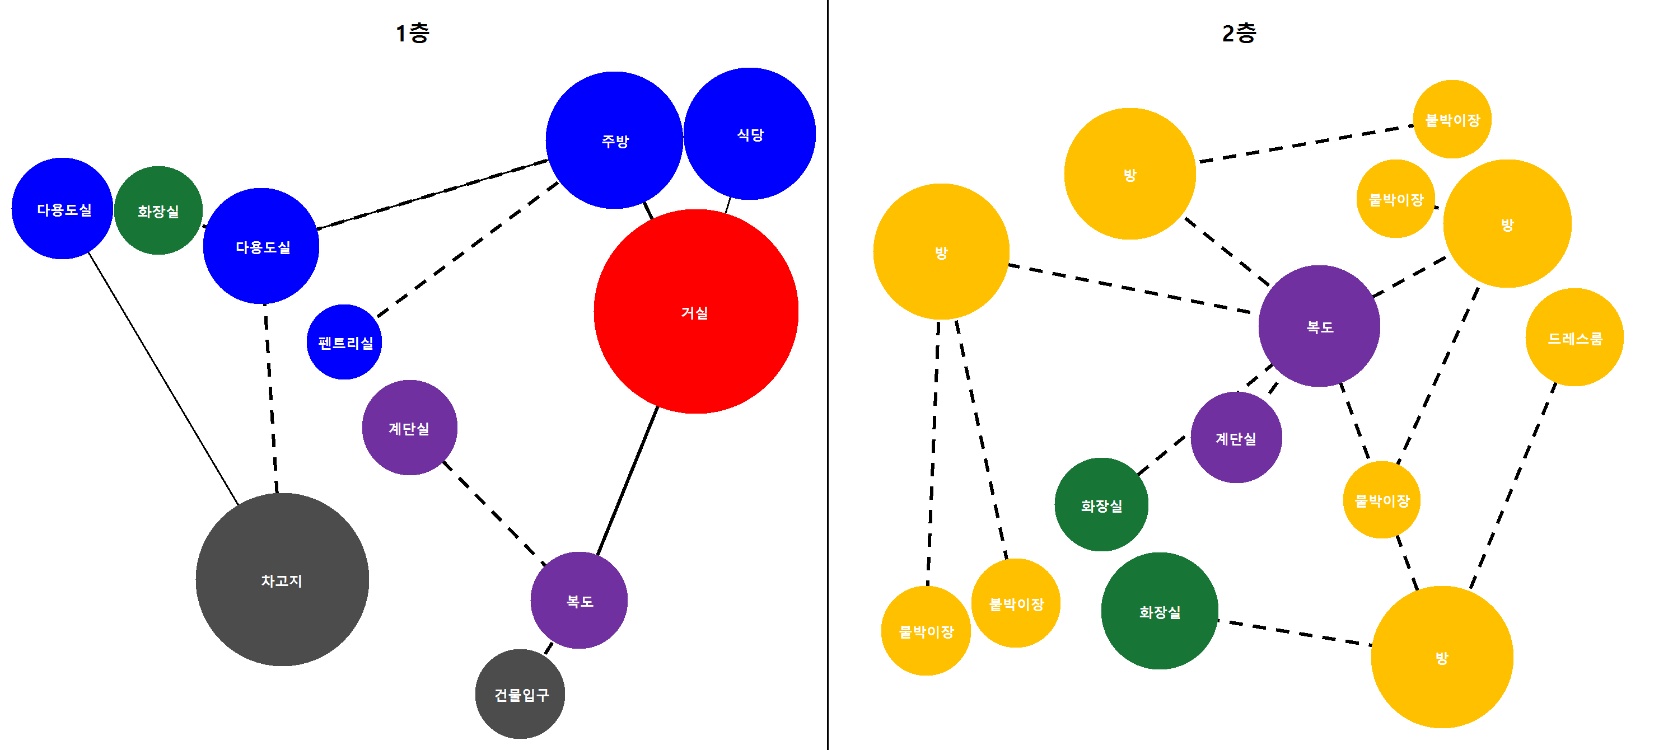 1층
주방
식당
다용도실
화장실
다용도실
거실
펜트리실
계단실
차고지
복도
건물입구
2층
붙박이장
방
붙박이장
방
방
복도
드레스룸
계단실
붙박이장
화장실
붙박이장
화장실
붙박이장
방